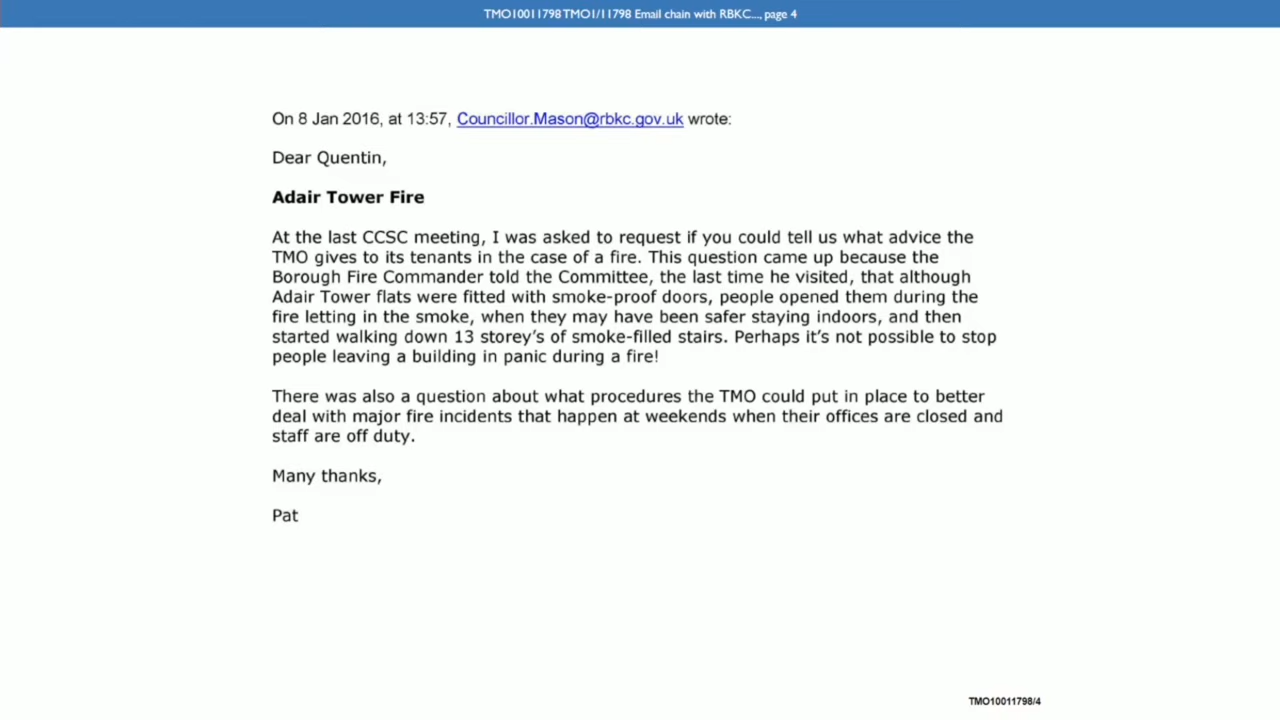 TMO10011798 TMO1/11798 Email chain with RBKC..., page 4
On 8 Jan 2016, at 13:57, Councillor.Mason@rbkc.gov.uk wrote:
Dear Quentin,
Adair Tower Fire
At the last CCSC meeting, I was asked to request if you could tell us what advice the
TMO gives to its tenants in the case of a fire. This question came up because the
Borough Fire Commander told the Committee, the last time he visited, that although
Adair Tower flats were fitted with smoke-proof doors, people opened them during the
fire letting in the smoke, when they may have been safer staying indoors, and then
started walking down 13 storey's of smoke-filled stairs. Perhaps it's not possible to stop
people leaving a building in panic during a fire!
There was also a question about what procedures the TMO could put in place to better
deal with major fire incidents that happen at weekends when their offices are closed and
staff are off duty.
Many thanks,
Pat
TMO10011798/4